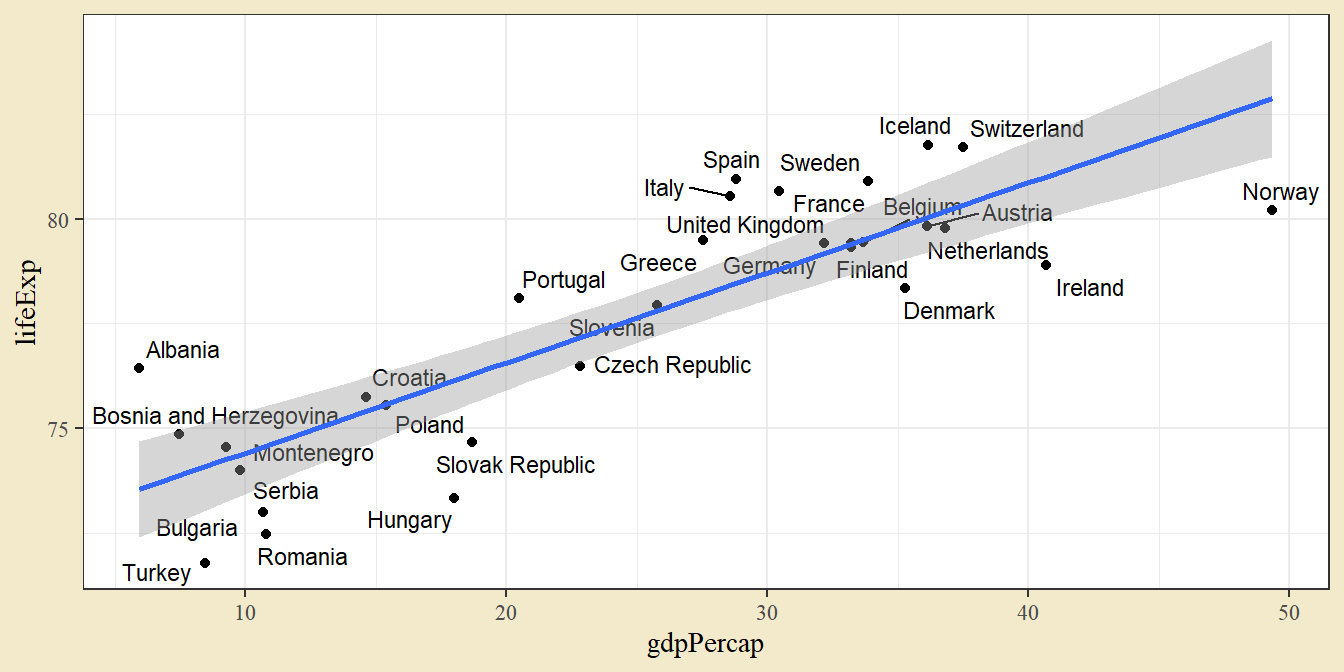 Iceland
Switzerland
Spain
Sweden
Italy
Norway
France
Belgium
Austria
United Kingdom
Netherlands
Greece
Germany
Finland
Portugal
Ireland
Denmark
Slovenia
Albania
Czech Republic
Croatia
Bosnia and Herzegovina
Poland
Montenegro
Slovak Republic
Serbia
Hungary
Bulgaria
Romania
Turkey
80
75
lifeExp
10
20
30
40
50
gdpPercap